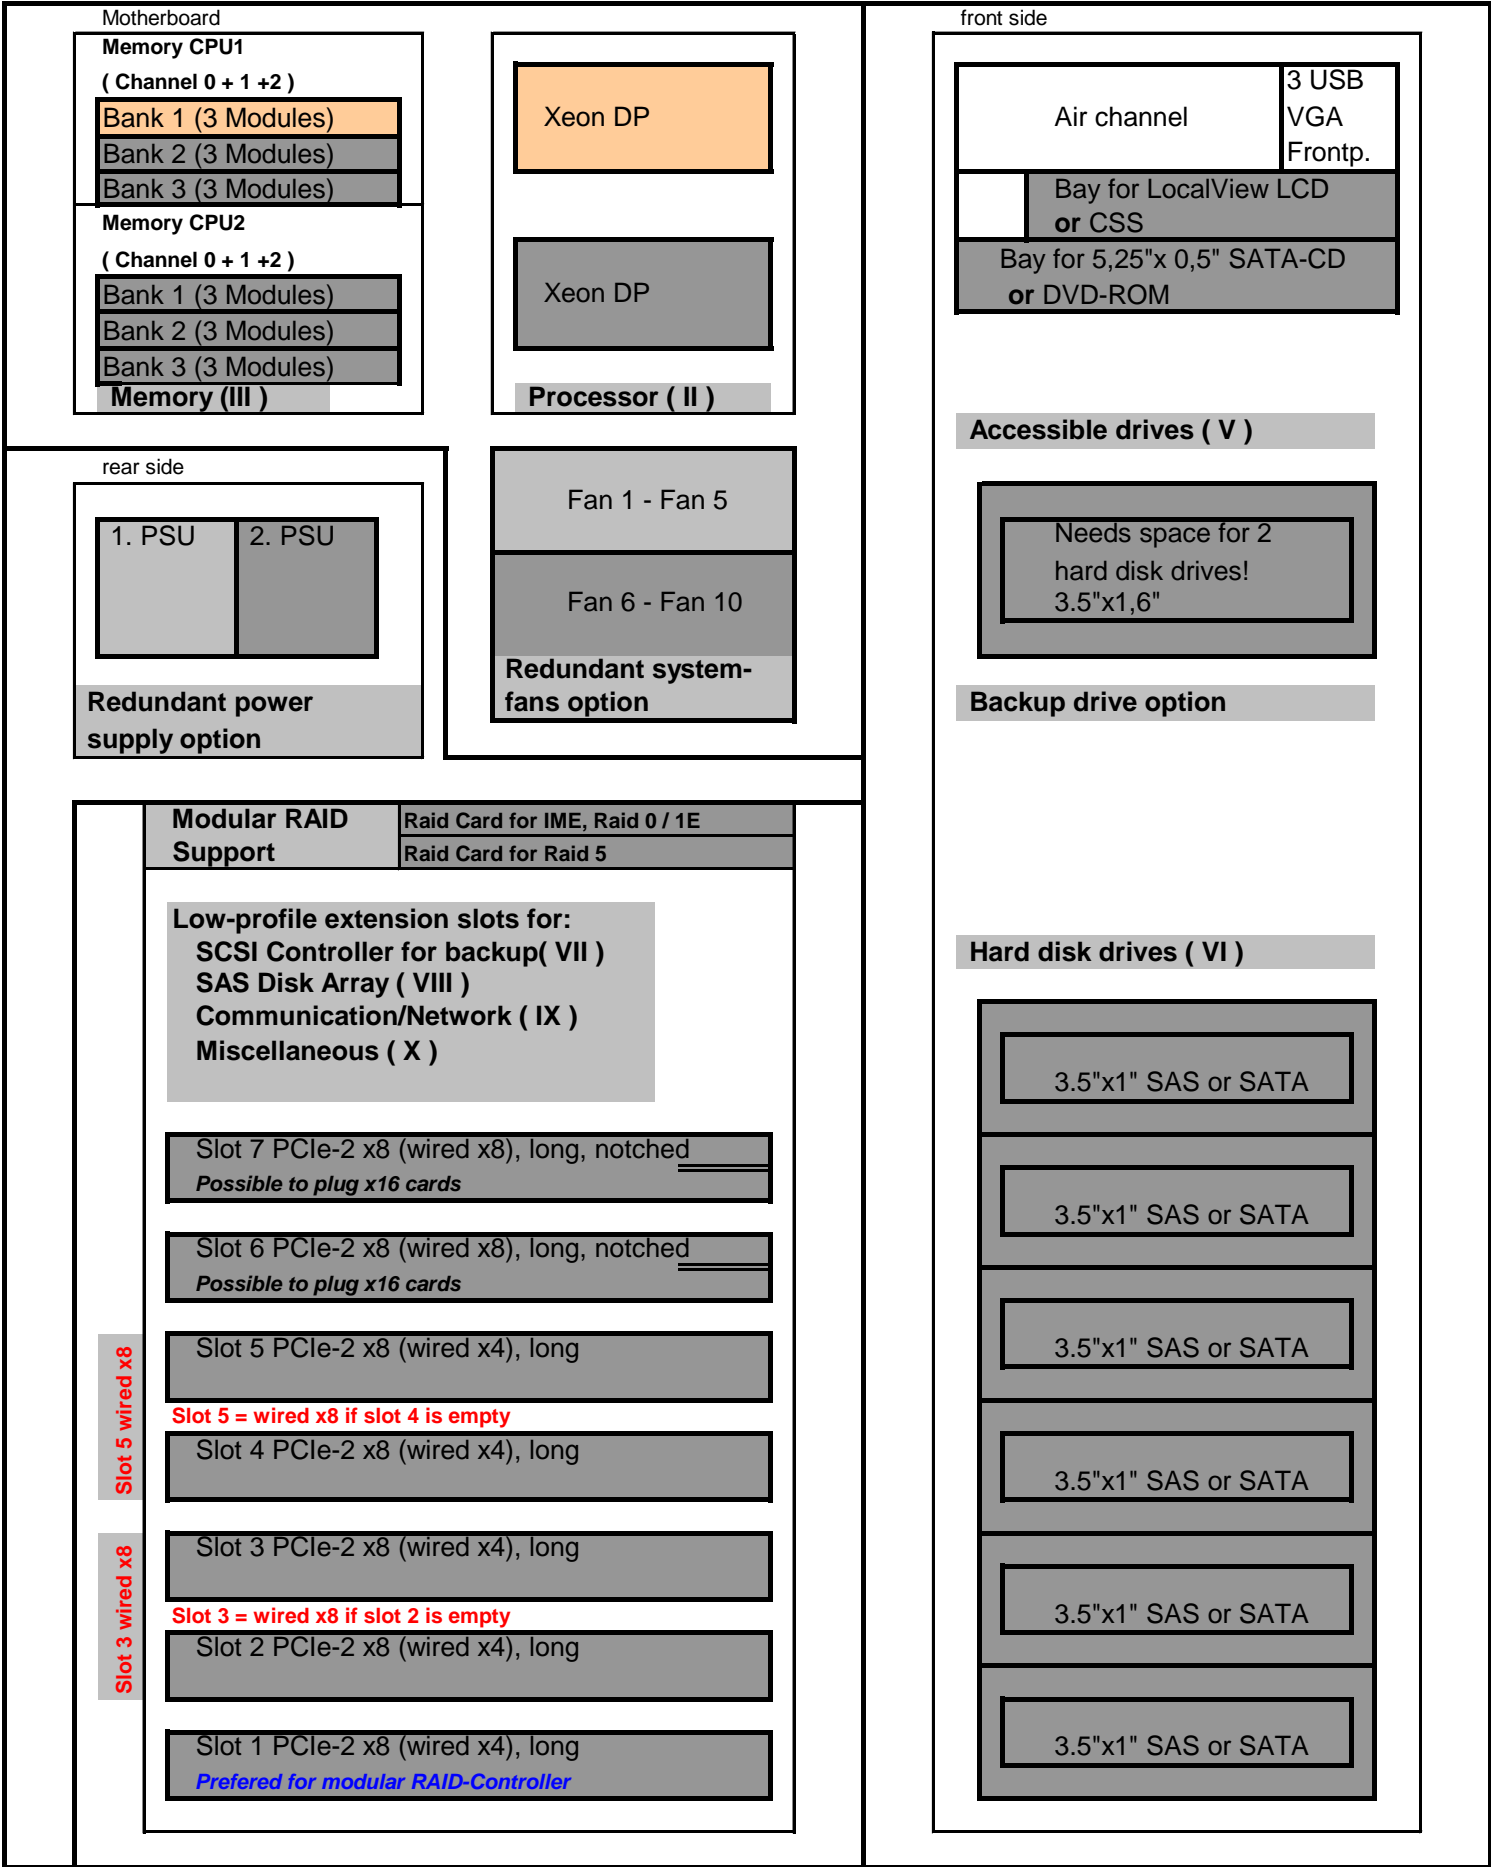 Motherboard
Memory CPU1
( Channel 0 + 1 +2 )
Bank 1 (3 Modules)
Bank 2 (3 Modules)
Bank 3 (3 Modules)
Memory CPU2
( Channel 0 + 1 +2 )
Bank 1 (3 Modules)
Bank 2 (3 Modules)
Bank 3 (3 Modules)
Memory (III )
Xeon DP
Xeon DP
Processor ( II )
rear side
1. PSU
2. PSU
Redundant power
supply option
Fan 1 - Fan 5
Fan 6 - Fan 10
Redundant system-
fans option
Modular RAID
Support
Raid Card for IME, Raid 0 / 1E
Raid Card for Raid 5
Low-profile extension slots for:
SCSI Controller for backup( VII )
SAS Disk Array ( VIII )
Communication/Network ( IX )
Miscellaneous ( X )
Slot 7 PCIe-2 x8 (wired x8), long, notched
Possible to plug x16 cards
Slot 6 PCIe-2 x8 (wired x8), long, notched
Possible to plug x16 cards
Slot 5 wired x8
Slot 5 PCIe-2 x8 (wired x4), long
Slot 5 = wired x8 if slot 4 is empty
Slot 4 PCIe-2 x8 (wired x4), long
Slot 3 wired x8
Slot 3 PCIe-2 x8 (wired x4), long
Slot 3 = wired x8 if slot 2 is empty
Slot 2 PCIe-2 x8 (wired x4), long
Slot 1 PCIe-2 x8 (wired x4), long
Prefered for modular RAID-Controller
front side
Air channel
3 USB
VGA
Frontp.
Bay for LocalView LCD
or CSS
Bay for 5,25"x 0,5" SATA-CD
or DVD-ROM
Accessible drives ( V )
Needs space for 2
hard disk drives!
3.5"x1,6"
Backup drive option
Hard disk drives ( VI )
3.5"x1" SAS or SATA
3.5"x1" SAS or SATA
3.5"x1" SAS or SATA
3.5"x1" SAS or SATA
3.5"x1" SAS or SATA
3.5"x1" SAS or SATA